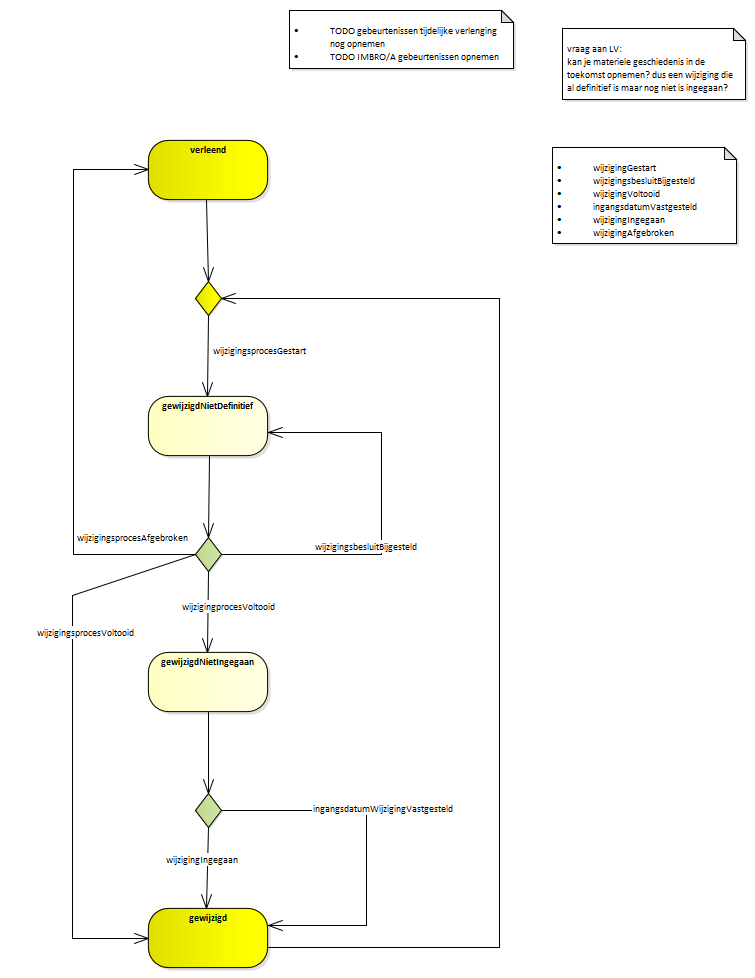 • TODO gebeurtenissen tijdelijke verlenging
nog opnemen
• TODO IMBRO/A gebeurtenissen opnemen
vraag aan LV:
kan je materiele geschiedenis in de
toekomst opnemen? dus een wijziging die
al definitief is maar nog niet is ingegaan?
• wijzigingGestart
• wijzigingsbesluitBijgesteld
• wijzigingVoltooid
• ingangsdatumVastgesteld
• wijzigingIngegaan
• wijzigingAfgebroken
verleend
wijzigingsprocesGestart
gewijzigdNietDefinitief
wijzigingsprocesAfgebroken
wijzigingsbesluitBijgesteld
wijzigingprocesVoltooid
wijzigingsprocesVoltooid
gewijzigdNietIngegaan
ingangsdatumWijzigingVastgesteld
wijzigingIngegaan
gewijzigd